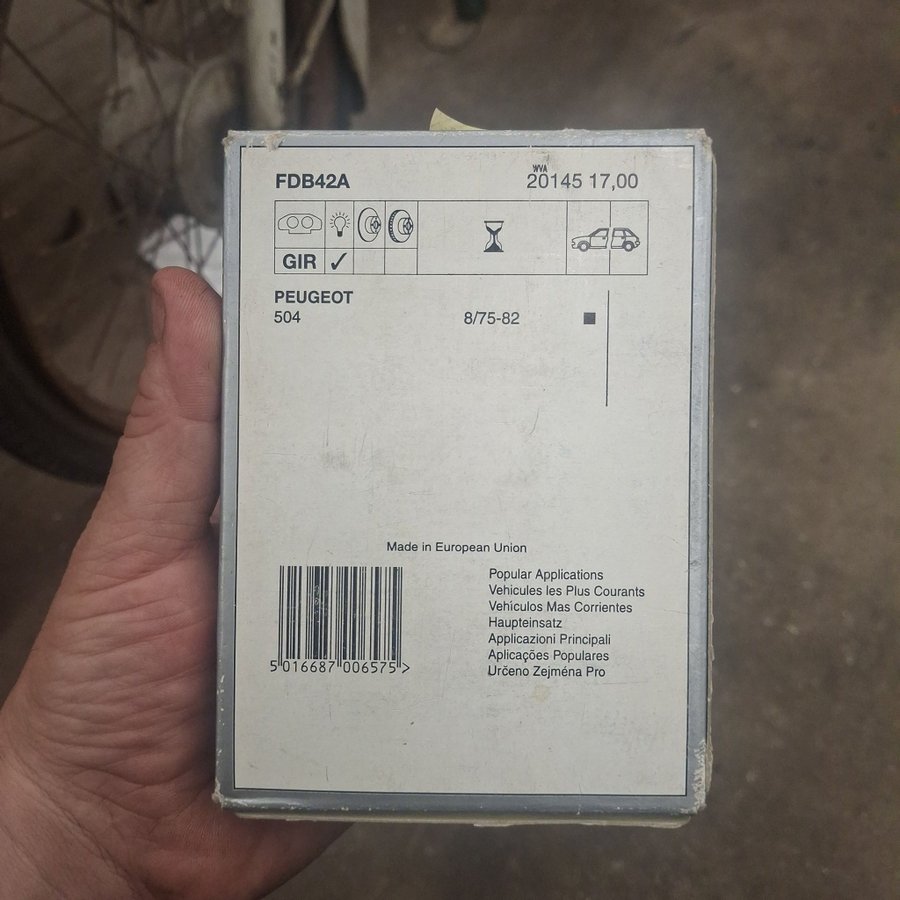 FDB42A
WVA
20145 17,00
GIR ✓
PEUGEOT
504 8/75-82
Made in European Union
Popular Applications
Vehicules les Plus Courants
Vehículos Mas Corrientes
Haupteinsatz
Applicazioni Principali
Aplicações Populares
Určeno Zejména Pro
5 016687 006575 >